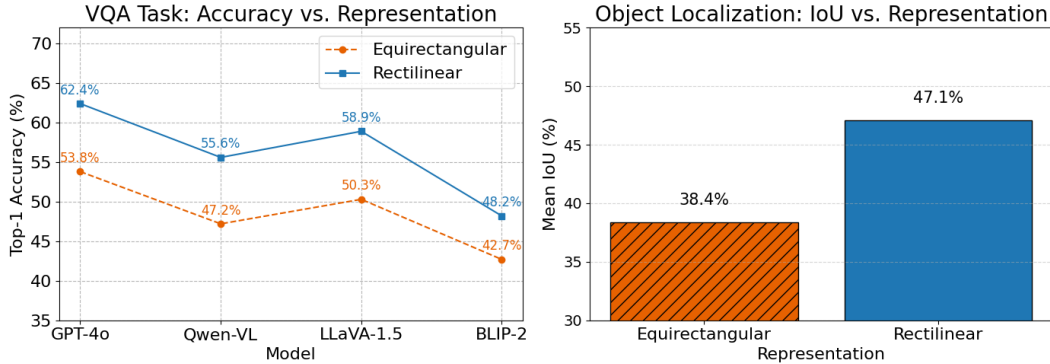 VQA Task: Accuracy vs. Representation
Top-1 Accuracy (%)
70
65
60
55
50
45
40
35
Equirectangular
Rectilinear
62.4%
55.6%
58.9%
48.2%
53.8%
47.2%
50.3%
42.7%
GPT-4o
Qwen-VL
LLaVA-1.5
BLIP-2
Model
Object Localization: IoU vs. Representation
Mean IoU (%)
55
50
45
40
35
30
38.4%
47.1%
Equirectangular
Rectilinear
Representation